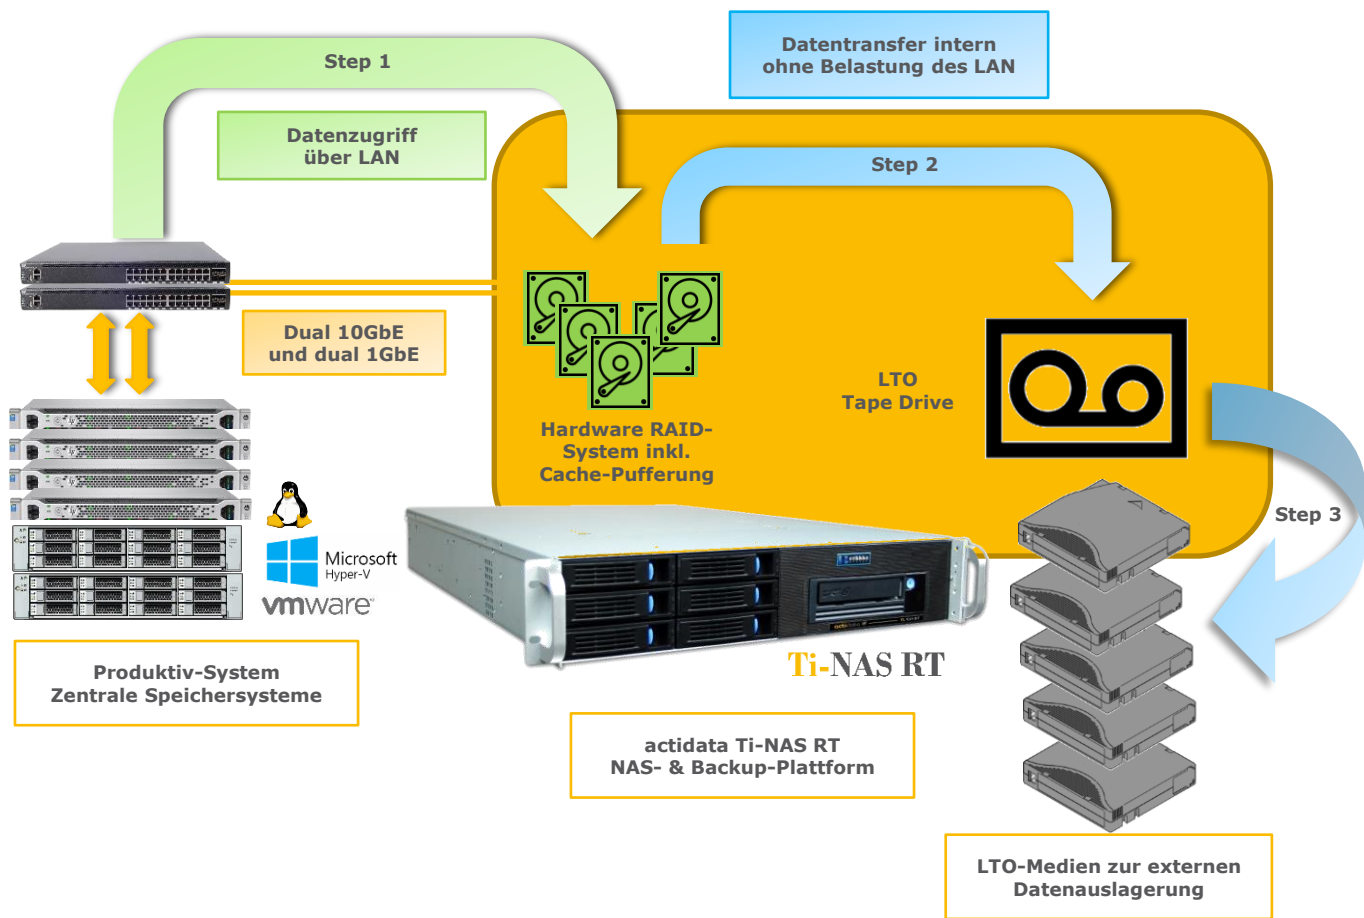 Step 1
Datentransfer intern
ohne Belastung des LAN
Datenzugriff
über LAN
Step 2
Dual 10GbE
und dual 1GbE
LTO
Tape Drive
Hardware RAID-
System inkl.
Cache-Pufferung
Step 3
Microsoft
Hyper-V
vmware
Ti-NAS RT
Produktiv-System
Zentrale Speichersysteme
actidata Ti-NAS RT
NAS- & Backup-Plattform
LTO-Medien zur externen
Datenauslagerung